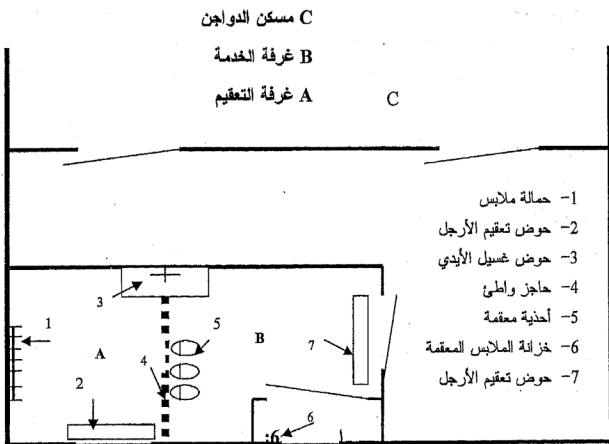 C مسكن الدواجن
B غرفة الخدمة
A غرفة التعقيم
C
1- حمالة ملابس
2- حوض تعقيم الأرجل
3- حوض غسيل الأيدي
4- حاجز واطئ
5- أحذية معقمة
6- خزانة الملابس المعقمة
7- حوض تعقيم الأرجل
3
1
5
B
A
4
7
2
6
:6